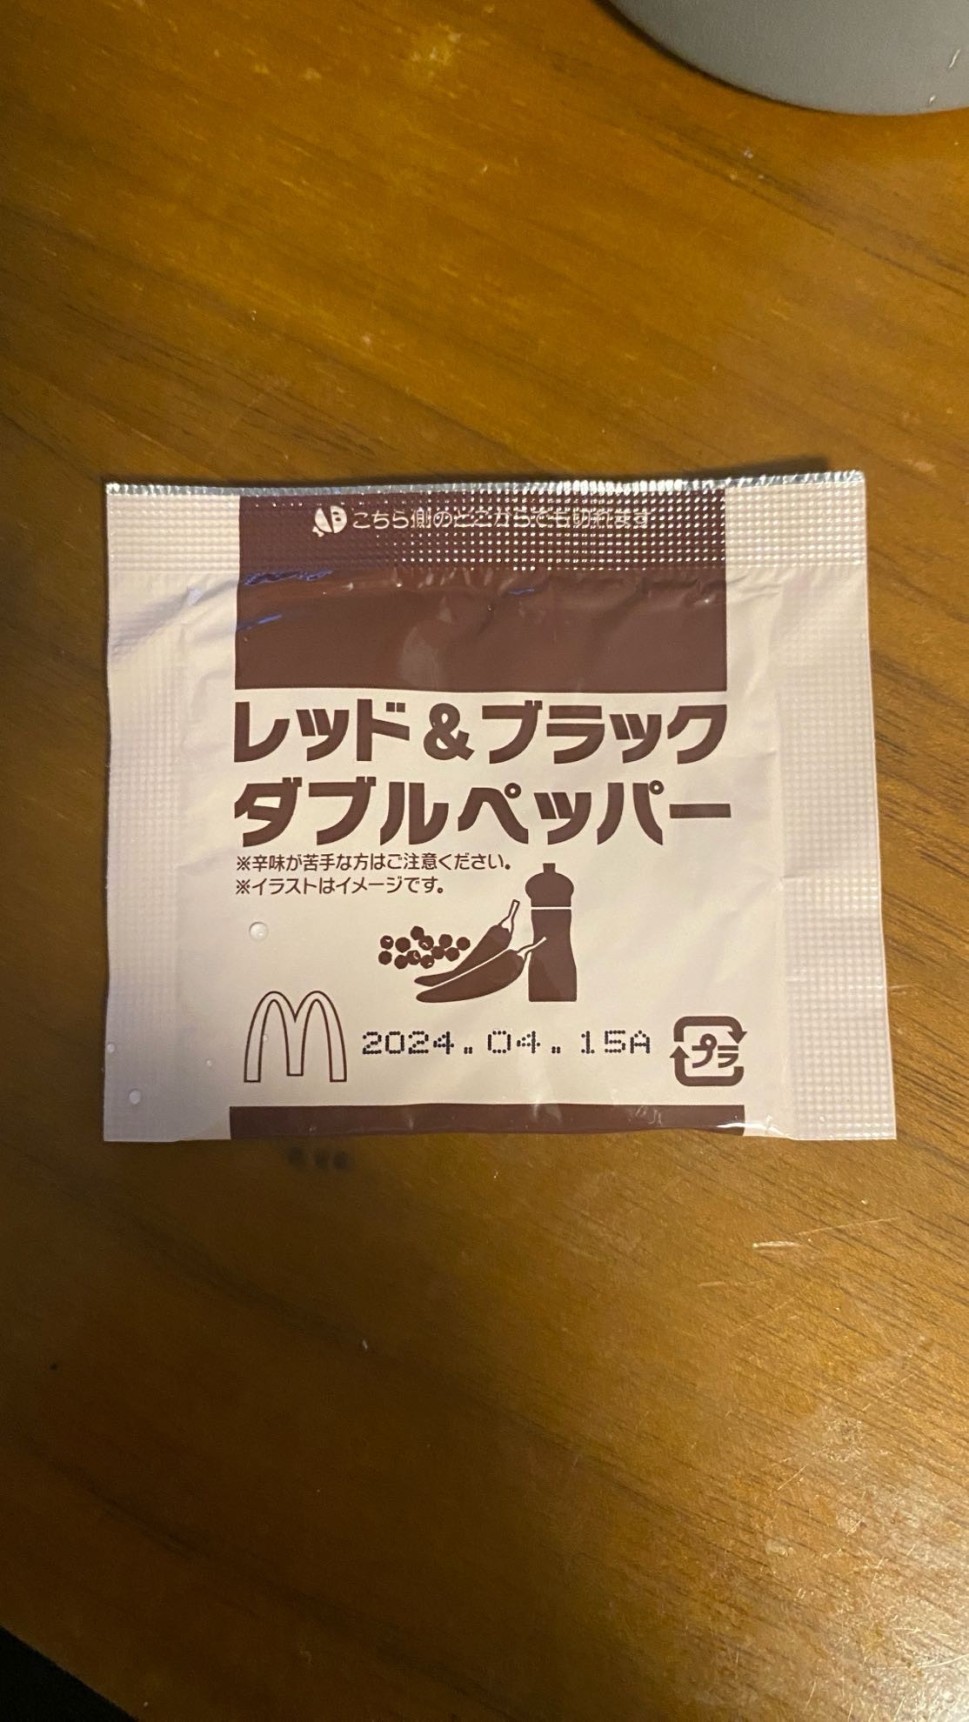 こちら側のどこからでも切れます
レッド&ブラック
ダブルペッパー
※辛味が苦手な方はご注意ください。
※イラストはイメージです。
2024.04.15A
プラ